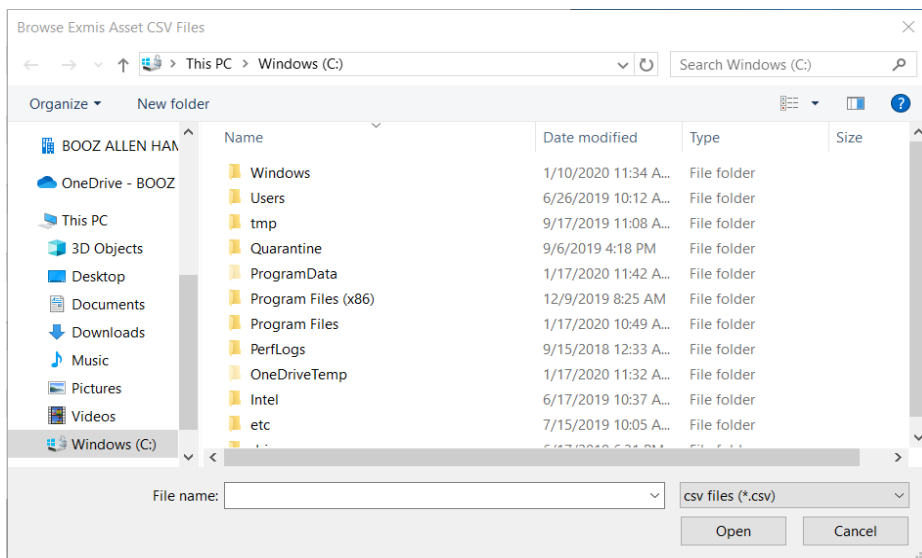 Browse Exmis Asset CSV Files
This PC > Windows (C:)
Search Windows (C:)
Organize
New folder
?
Name Date modified Type Size
BOOZ ALLEN HAM
OneDrive - BOOZ
This PC
3D Objects
Desktop
Documents
Downloads
Music
Pictures
Videos
Windows (C:)
Windows 1/10/2020 11:34 A... File folder
Users 6/26/2019 10:12 A... File folder
tmp 9/17/2019 11:08 A... File folder
Quarantine 9/6/2019 4:18 PM File folder
ProgramData 1/17/2020 11:42 A... File folder
Program Files (x86) 12/9/2019 8:25 AM File folder
Program Files 1/17/2020 10:49 A... File folder
PerfLogs 9/15/2018 12:33 A... File folder
OneDriveTemp 1/17/2020 11:32 A... File folder
Intel 6/17/2019 10:37 A... File folder
etc 7/15/2019 10:05 A... File folder
File name:
csv files (*.csv)
Open Cancel